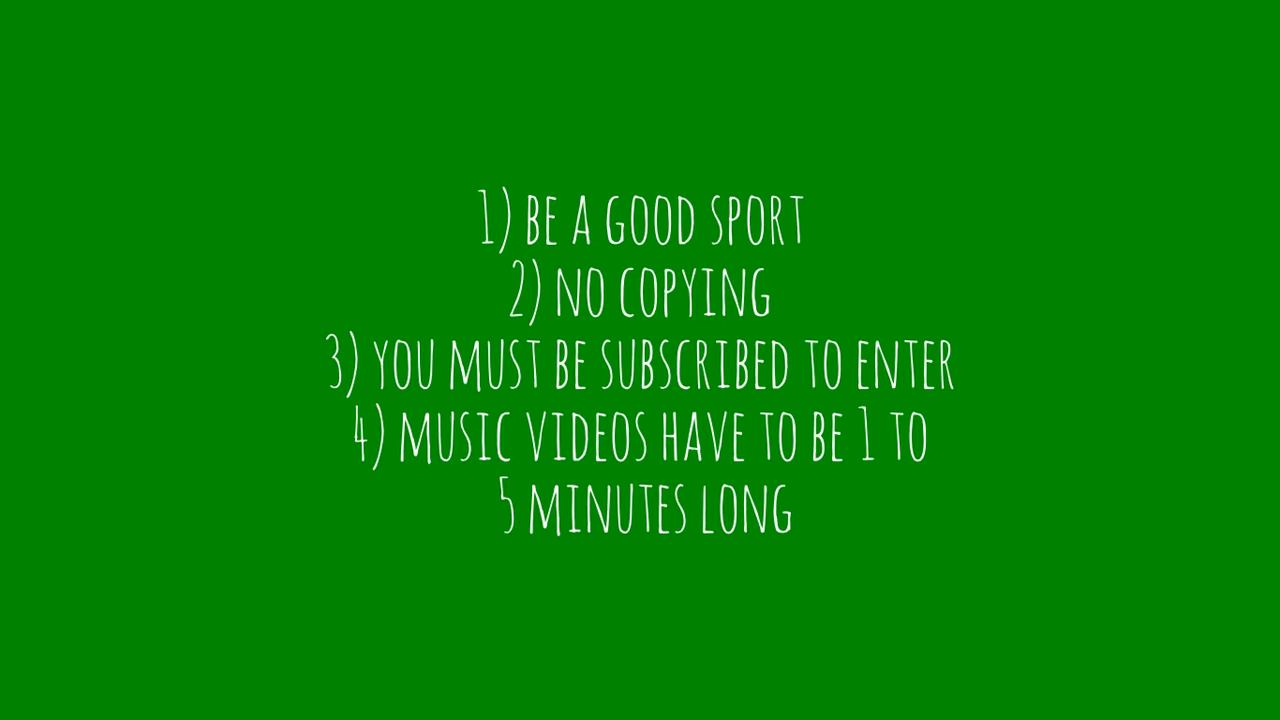 1) BE A GOOD SPORT
2) NO COPYING
3) YOU MUST BE SUBSCRIBED TO ENTER
4) MUSIC VIDEOS HAVE TO BE 1 TO
5 MINUTES LONG